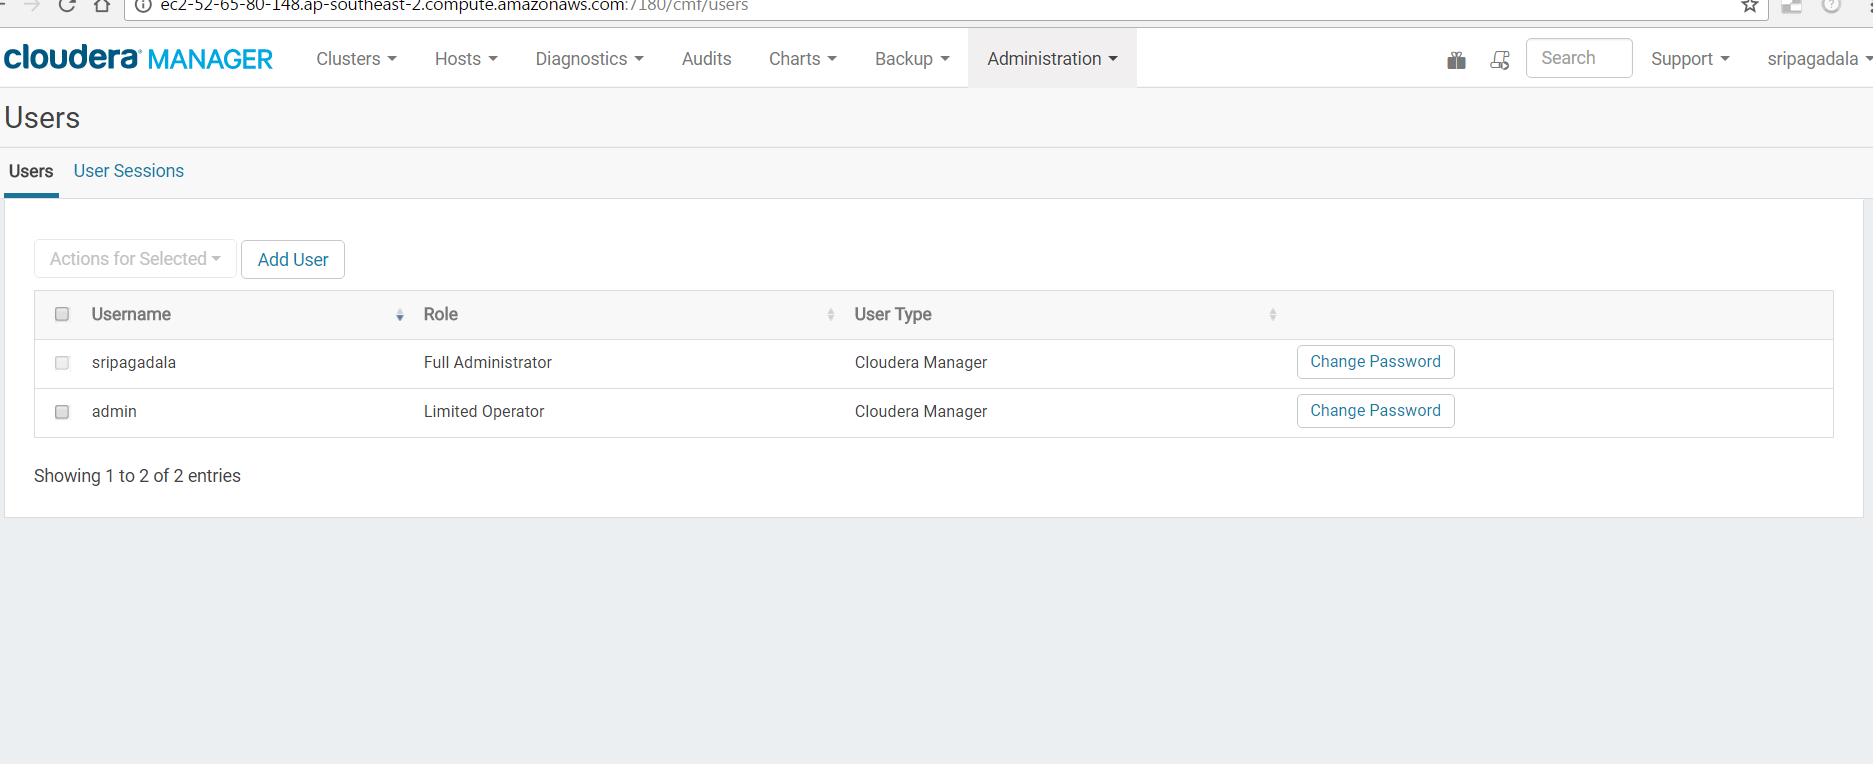 ec2-52-65-80-148.ap-southeast-2.compute.amazonaws.com:7180/cmf/users
cloudera MANAGER Clusters Hosts Diagnostics Audits Charts Backup Administration Search Support sripagadala
Users
Users User Sessions
Actions for Selected Add User
Username Role User Type
sripagadala Full Administrator Cloudera Manager Change Password
admin Limited Operator Cloudera Manager Change Password
Showing 1 to 2 of 2 entries